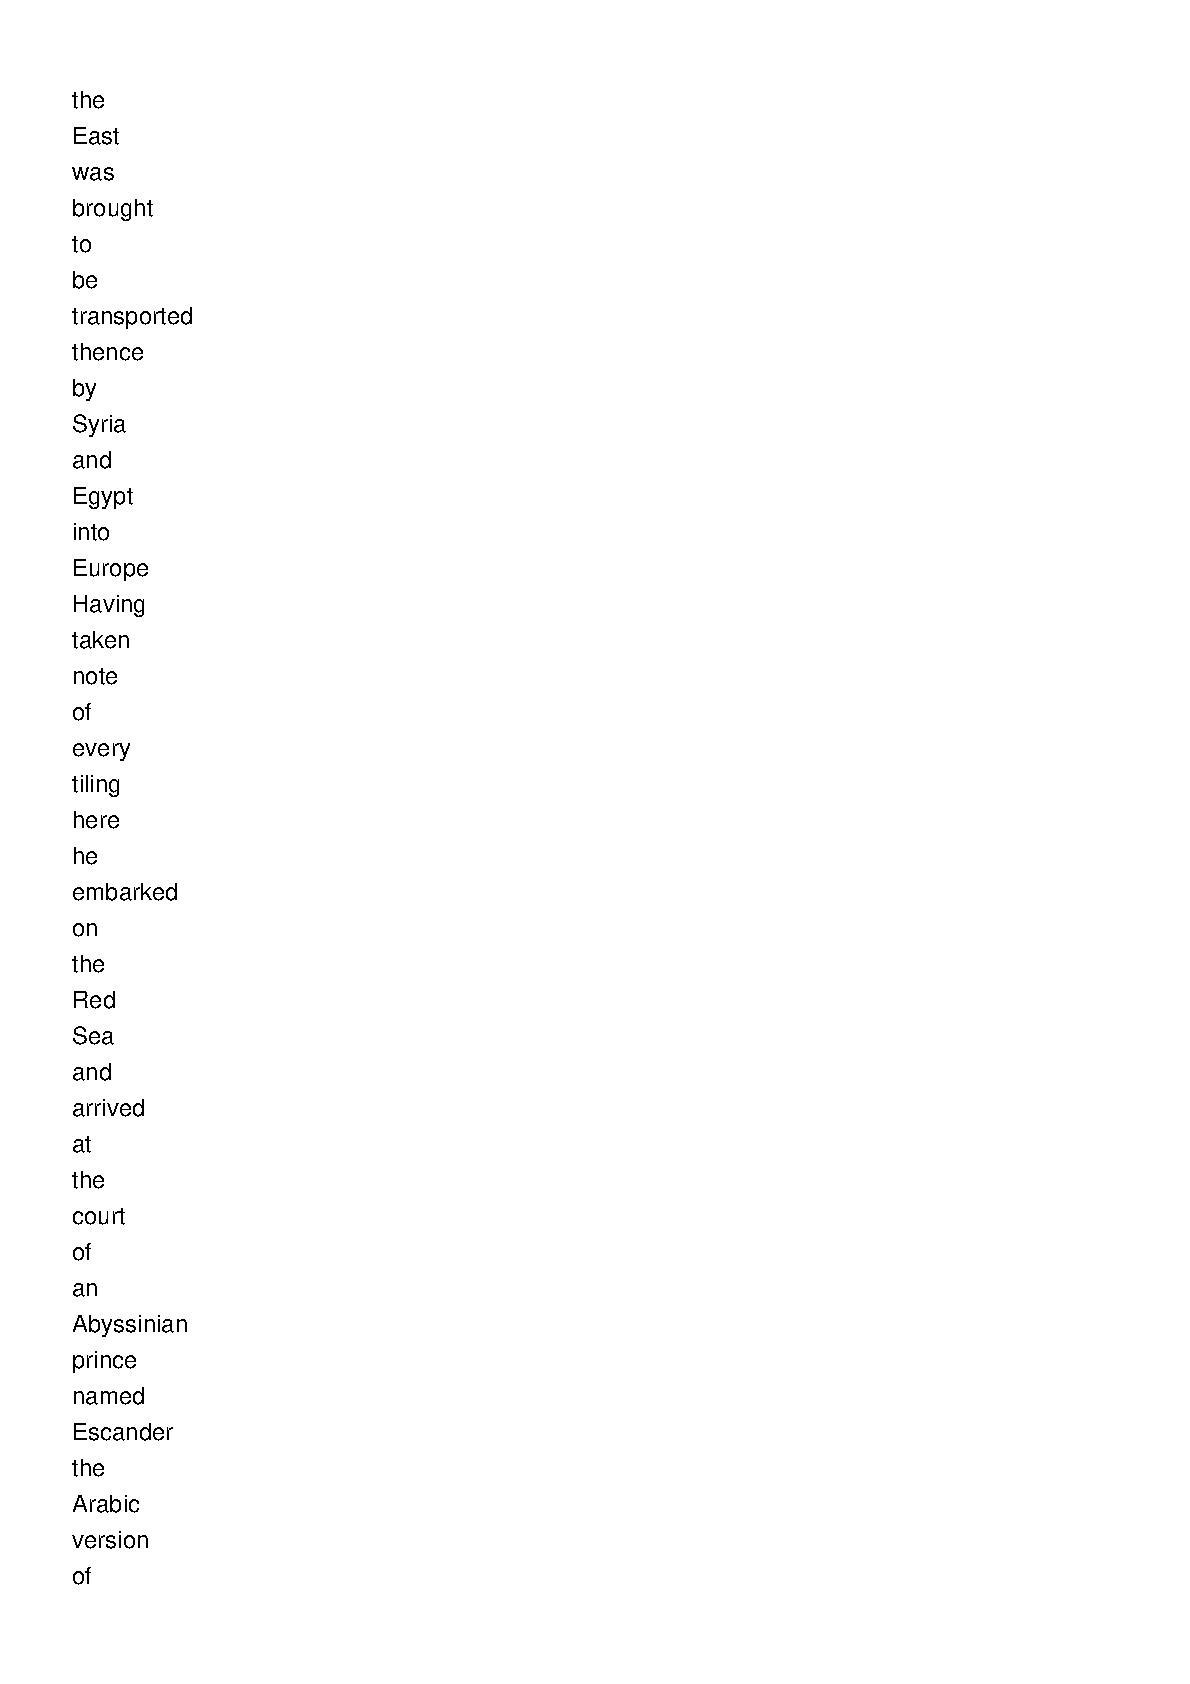 the
East
was
brought
to
be
transported
thence
by
Syria
and
Egypt
into
Europe
Having
taken
note
of
every
tiling
here
he
embarked
on
the
Red
Sea
and
arrived
at
the
court
of
an
Abyssinian
prince
named
Escander
the
Arabic
version
of